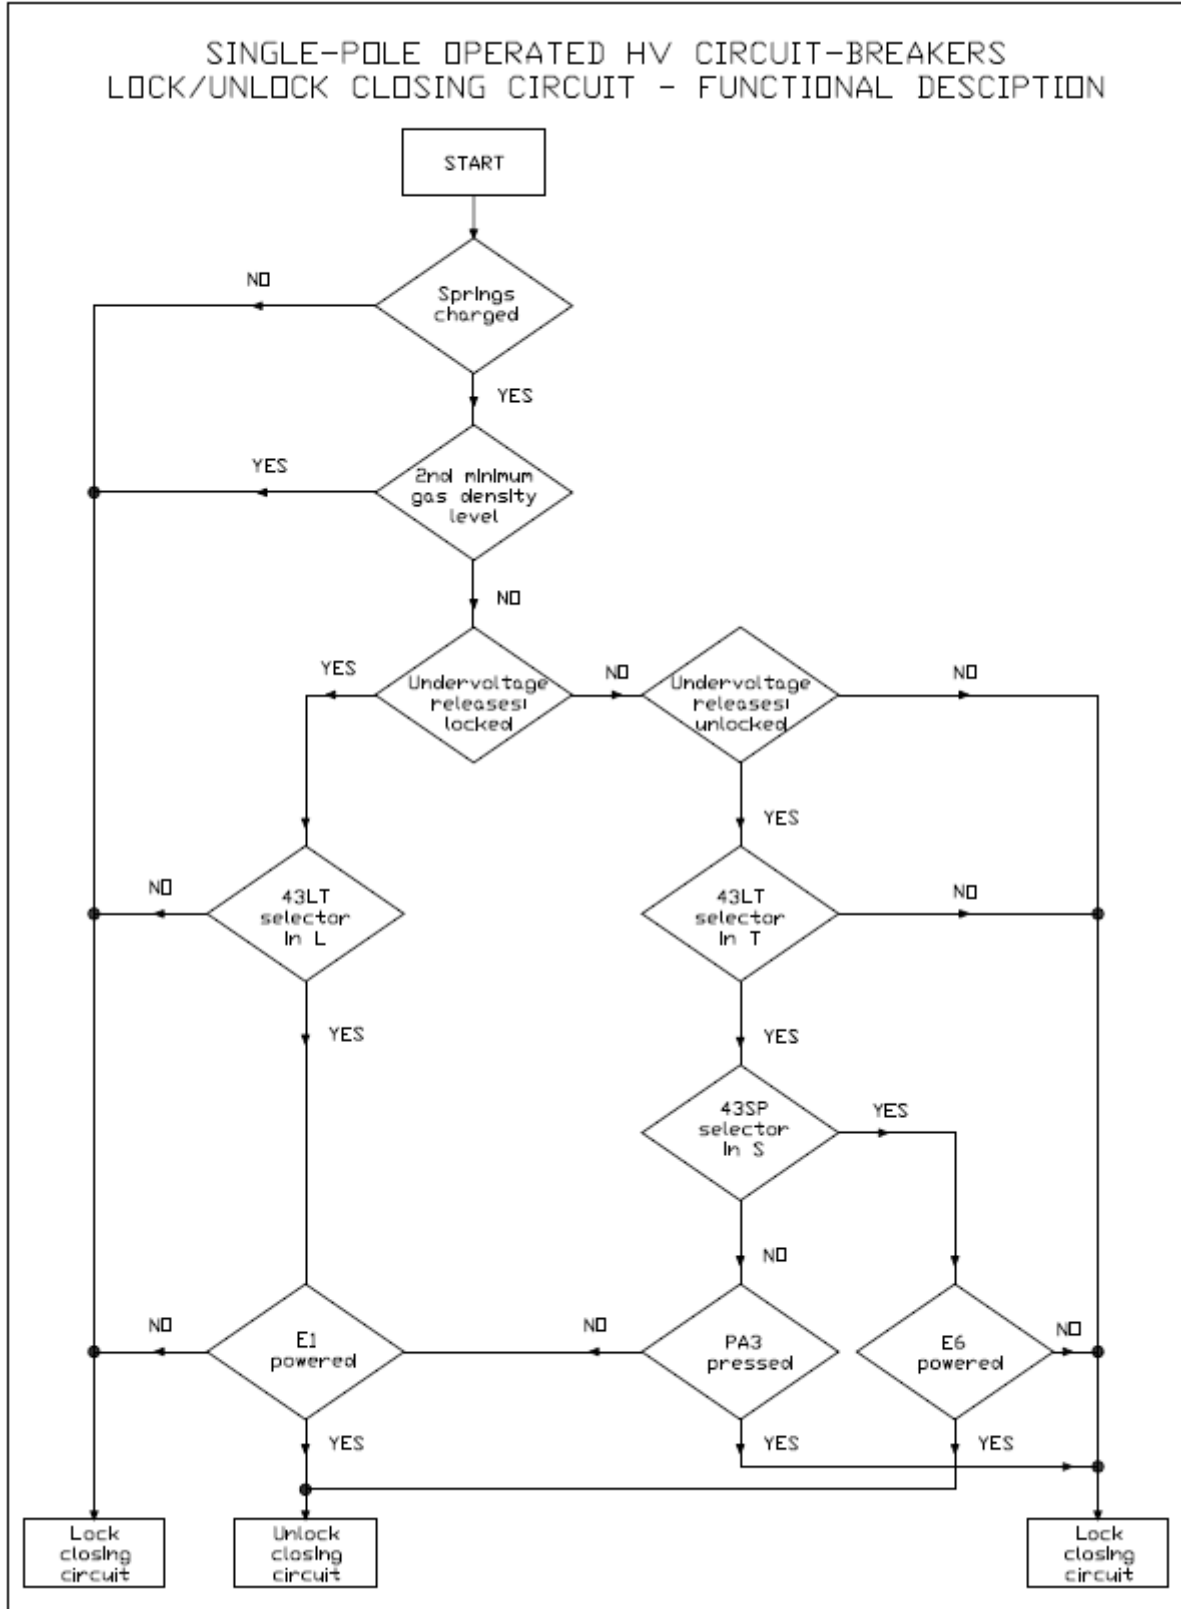 SINGLE-POLE OPERATED HV CIRCUIT-BREAKERS
LOCK/UNLOCK CLOSING CIRCUIT - FUNCTIONAL DESCIPTION
START
NO
Springs
charged
YES
YES
2nd minimum
gas density
level
NO
YES
Undervoltage
releases:
locked
NO
Undervoltage
releases:
unlocked
NO
YES
NO
43LT
selector
in L
43LT
selector
in T
NO
YES
YES
43SP
selector
in S
YES
NO
NO
E1
powered
NO
PA3
pressed
E6
powered
NO
YES
YES
YES
Lock
closing
circuit
Unlock
closing
circuit
Lock
closing
circuit